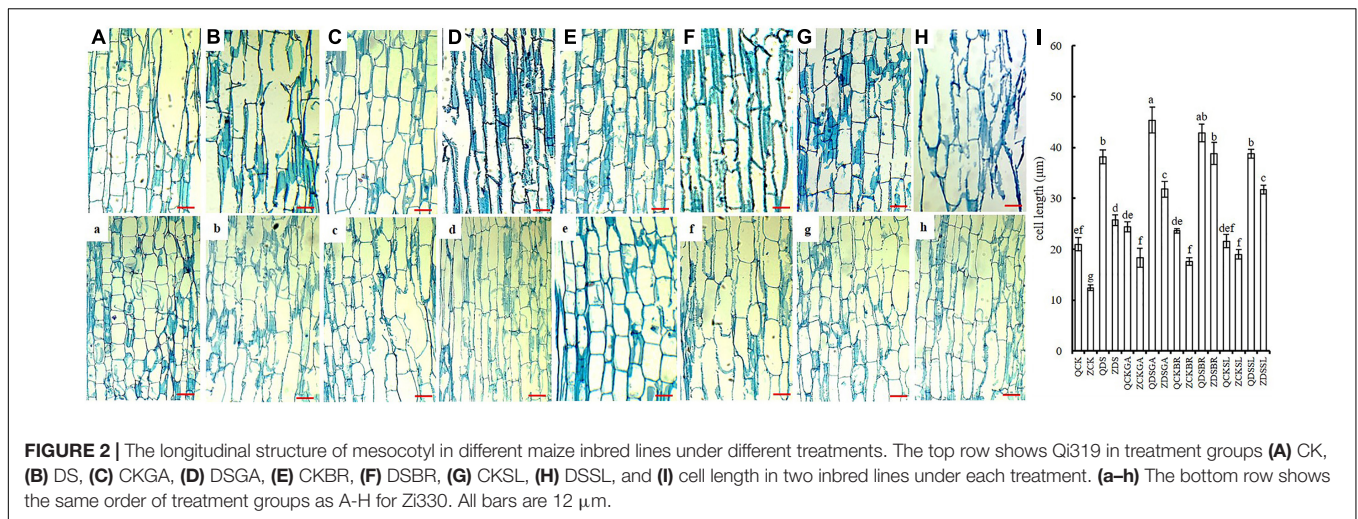 A B C D E F G H I
a b c d e f g h
cell length (μm)
60
50
40
30
20
10
0
ef g b d de f a c de f ab b def f b c
QCK
ZCK
QDS
ZDS
QCKGA
ZCKGA
QDSGA
ZDSGA
QCKBR
ZCKBR
QDSBR
ZDSBR
QCKSL
ZCKSL
QDSSL
ZDSSL
FIGURE 2 | The longitudinal structure of mesocotyl in different maize inbred lines under different treatments. The top row shows Qi319 in treatment groups (A) CK,
(B) DS, (C) CKGA, (D) DSGA, (E) CKBR, (F) DSBR, (G) CKSL, (H) DSSL, and (I) cell length in two inbred lines under each treatment. (a–h) The bottom row shows
the same order of treatment groups as A-H for Zi330. All bars are 12 μm.